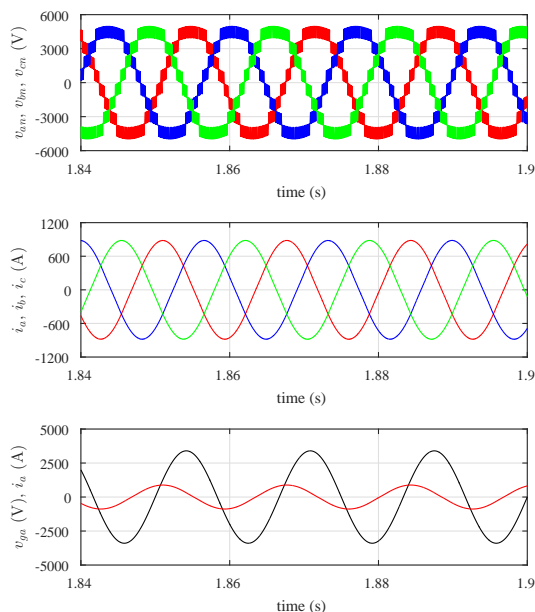 6000
3000
0
-3000
-6000
v_an, v_bn, v_cn (V)
1.84 1.86 1.88 1.9
time (s)
1200
600
0
-600
-1200
i_a, i_b, i_c (A)
1.84 1.86 1.88 1.9
time (s)
5000
2500
0
-2500
-5000
v_ga (V), i_a (A)
1.84 1.86 1.88 1.9
time (s)